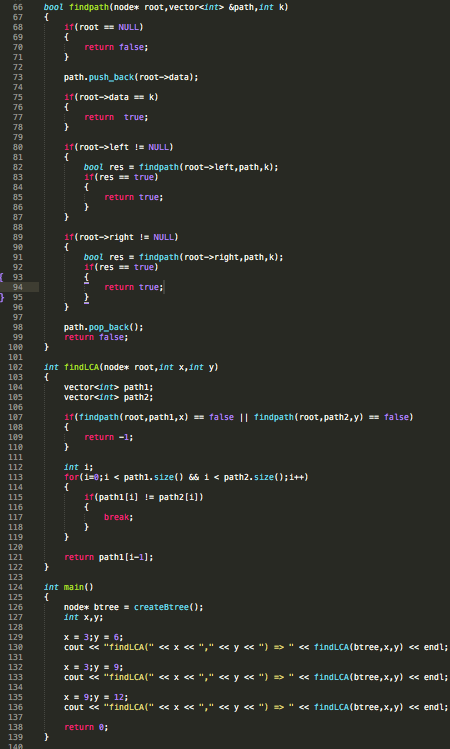 66 bool findpath(node* root,vector<int> &path,int k)
67 {
68 if(root == NULL)
69 {
70 return false;
71 }
72
73 path.push_back(root->data);
74
75 if(root->data == k)
76 {
77 return  true;
78 }
79
80 if(root->left != NULL)
81 {
82 bool res = findpath(root->left,path,k);
83 if(res == true)
84 {
85 return true;
86 }
87 }
88
89 if(root->right != NULL)
90 {
91 bool res = findpath(root->right,path,k);
92 if(res == true)
{ 93 {
94 return true;
} 95 }
96 }
97
98 path.pop_back();
99 return false;
100 }
101
102 int findLCA(node* root,int x,int y)
103 {
104 vector<int> path1;
105 vector<int> path2;
106
107 if(findpath(root,path1,x) == false || findpath(root,path2,y) == false)
108 {
109 return -1;
110 }
111
112 int i;
113 for(i=0;i < path1.size() && i < path2.size();i++)
114 {
115 if(path1[i] != path2[i])
116 {
117 break;
118 }
119 }
120
121 return path1[i-1];
122 }
123
124 int main()
125 {
126 node* btree = createBtree();
127 int x,y;
128
129 x = 3;y = 6;
130 cout << "findLCA(" << x << "," << y << ") => " << findLCA(btree,x,y) << endl;
131
132 x = 3;y = 9;
133 cout << "findLCA(" << x << "," << y << ") => " << findLCA(btree,x,y) << endl;
134
135 x = 9;y = 12;
136 cout << "findLCA(" << x << "," << y << ") => " << findLCA(btree,x,y) << endl;
137
138 return 0;
139 }
140